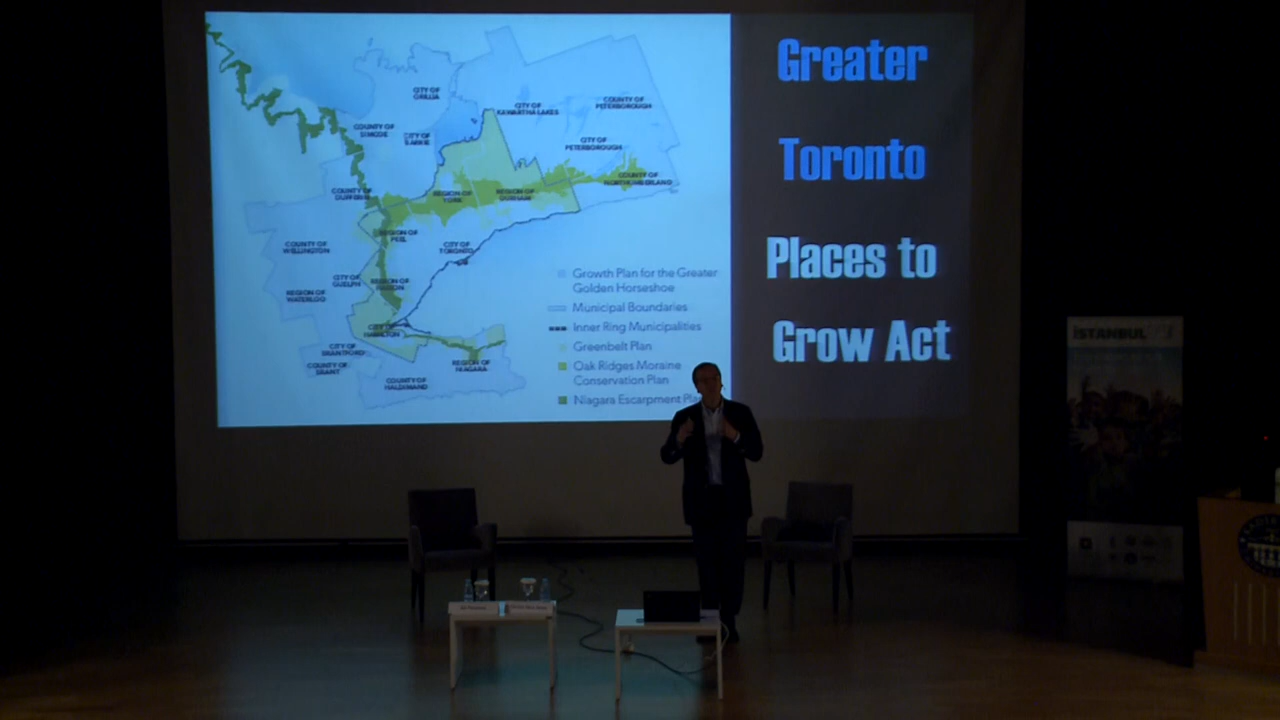 Greater
Toronto
Places to
Grow Act
CITY OF
ORILLIA
COUNTY OF
SIMCOE
CITY OF
BARRIE
CITY OF
KAWARTHA LAKES
COUNTY OF
PETERBOROUGH
CITY OF
PETERBOROUGH
COUNTY OF
NORTHUMBERLAND
COUNTY OF
DUFFERIN
REGION OF
YORK
REGION OF
DURHAM
REGION OF
PEEL
CITY OF
TORONTO
COUNTY OF
WELLINGTON
CITY OF
GUELPH
REGION OF
HALTON
REGION OF
WATERLOO
CITY OF
HAMILTON
CITY OF
BRANTFORD
COUNTY OF
BRANT
REGION OF
NIAGARA
COUNTY OF
HALDIMAND
Growth Plan for the Greater
Golden Horseshoe
Municipal Boundaries
Inner Ring Municipalities
Greenbelt Plan
Oak Ridges Moraine
Conservation Plan
Niagara Escarpment
İSTANBUL